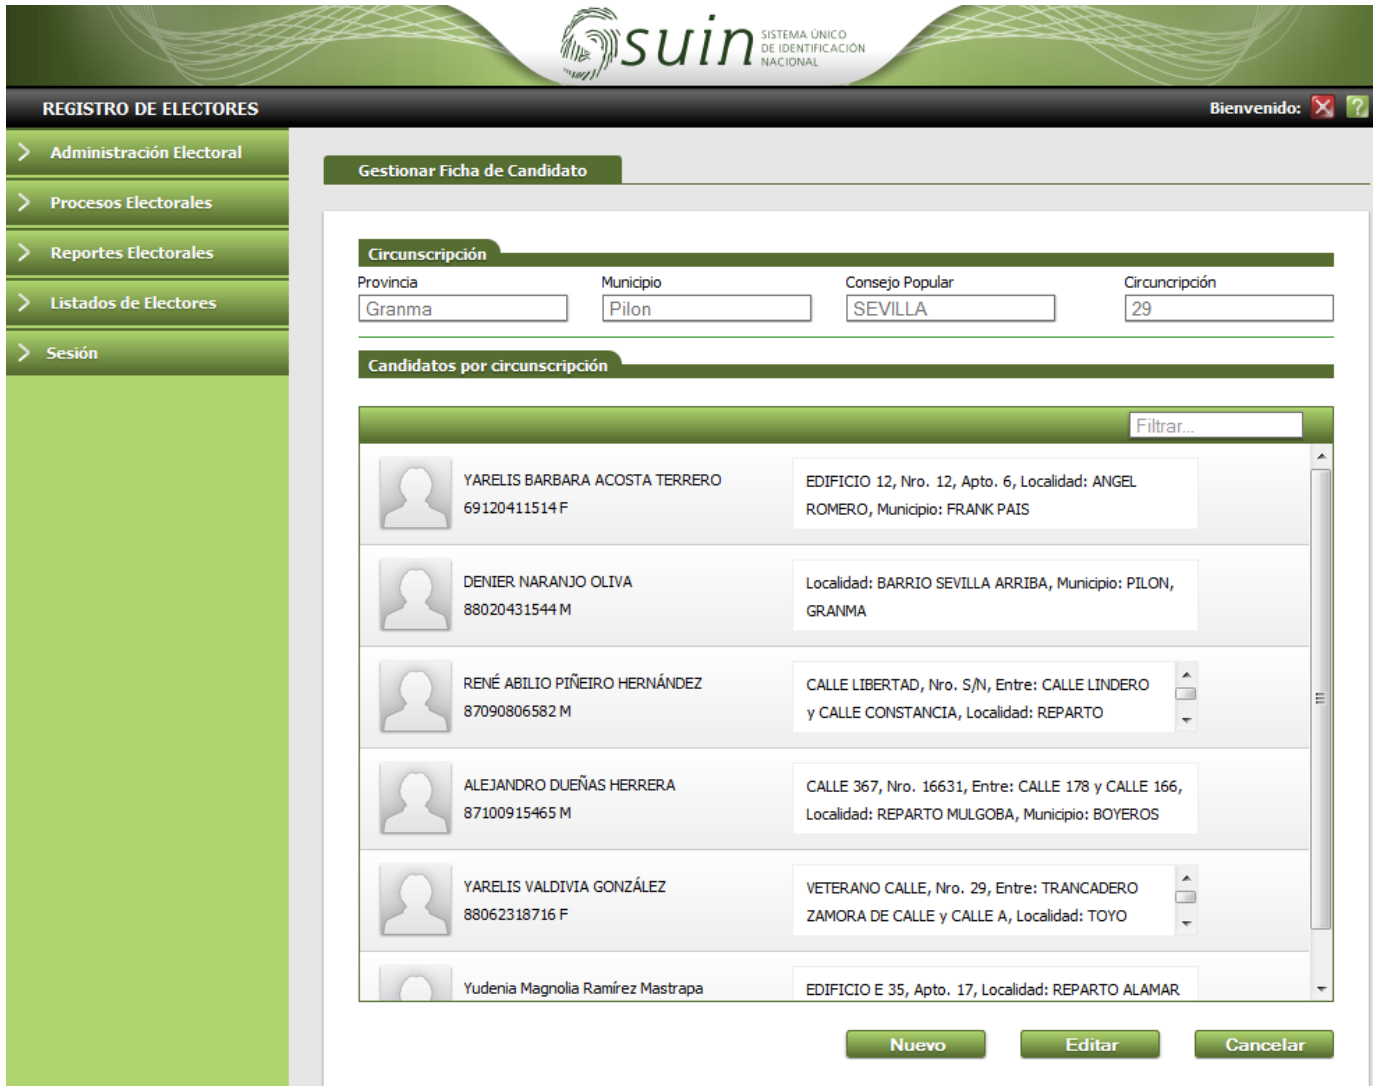 suin SISTEMA ÚNICO
DE IDENTIFICACIÓN
NACIONAL
REGISTRO DE ELECTORES
Bienvenido:
Administración Electoral
Procesos Electorales
Reportes Electorales
Listados de Electores
Sesión
Gestionar Ficha de Candidato
Circunscripción
Provincia Municipio Consejo Popular Circuncripción
Granma Pilon SEVILLA 29
Candidatos por circunscripción
Filtrar...
YARELIS BARBARA ACOSTA TERRERO
69120411514 F
EDIFICIO 12, Nro. 12, Apto. 6, Localidad: ANGEL
ROMERO, Municipio: FRANK PAIS
DENIER NARANJO OLIVA
88020431544 M
Localidad: BARRIO SEVILLA ARRIBA, Municipio: PILON,
GRANMA
RENÉ ABILIO PIÑEIRO HERNÁNDEZ
87090806582 M
CALLE LIBERTAD, Nro. S/N, Entre: CALLE LINDERO
y CALLE CONSTANCIA, Localidad: REPARTO
ALEJANDRO DUEÑAS HERRERA
87100915465 M
CALLE 367, Nro. 16631, Entre: CALLE 178 y CALLE 166,
Localidad: REPARTO MULGOBA, Municipio: BOYEROS
YARELIS VALDIVIA GONZÁLEZ
88062318716 F
VETERANO CALLE, Nro. 29, Entre: TRANCADERO
ZAMORA DE CALLE y CALLE A, Localidad: TOYO
Yudenia Magnolia Ramírez Mastrapa
EDIFICIO E 35, Apto. 17, Localidad: REPARTO ALAMAR
Nuevo Editar Cancelar